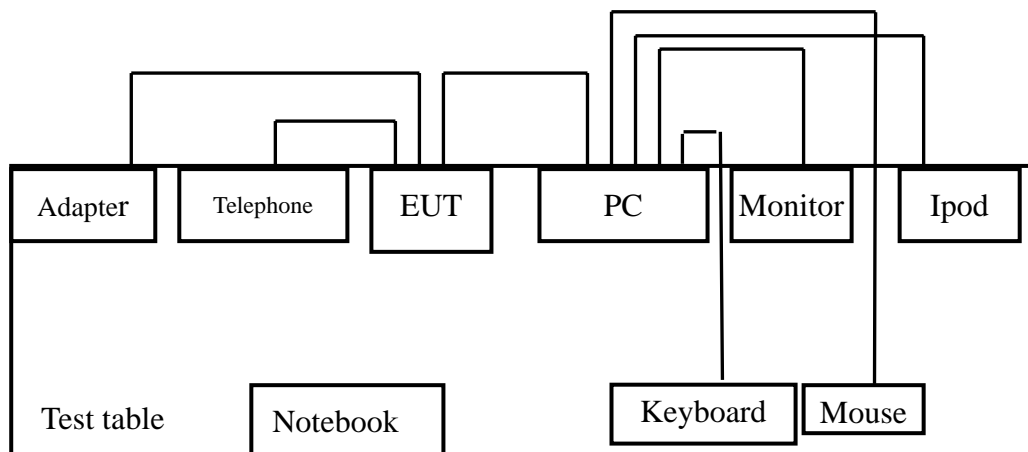 Adapter
Telephone
EUT
PC
Monitor
Ipod
Test table
Notebook
Keyboard
Mouse